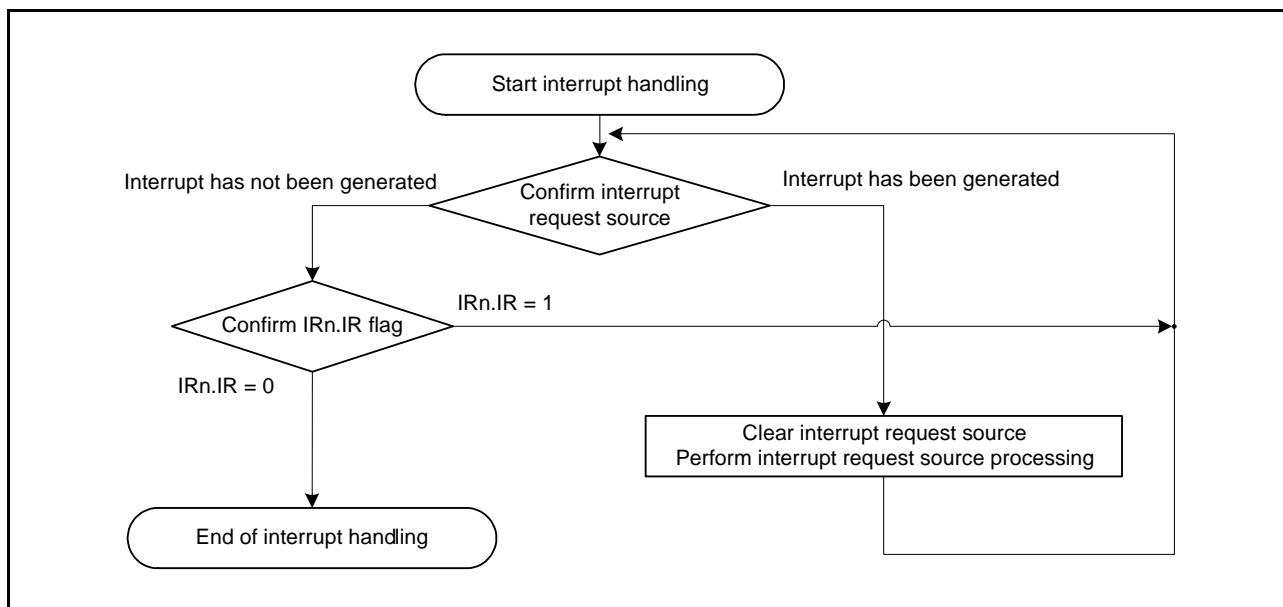 Start interrupt handling
Interrupt has not been generated
Interrupt has been generated
Confirm interrupt
request source
IRn.IR = 1
Confirm IRn.IR flag
IRn.IR = 0
Clear interrupt request source
Perform interrupt request source processing
End of interrupt handling